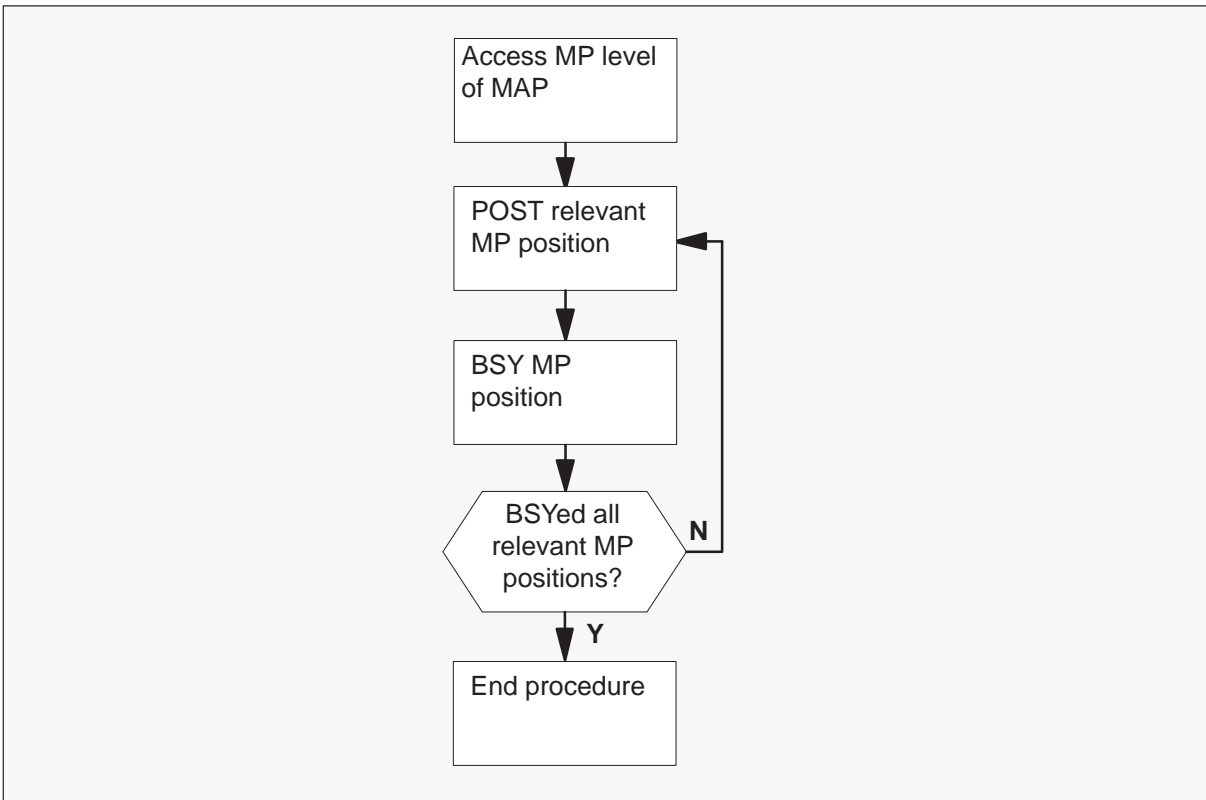 Access MP level
of MAP
POST relevant
MP position
BSY MP
position
BSYed all
relevant MP
positions?
N
Y
End procedure